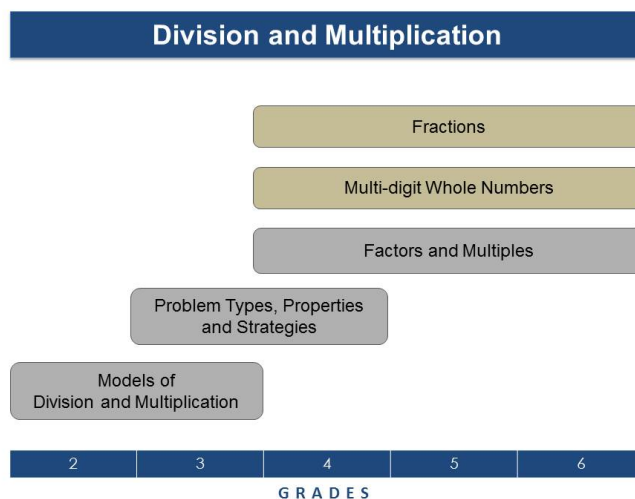 Division and Multiplication
Fractions
Multi-digit Whole Numbers
Factors and Multiples
Problem Types, Properties
and Strategies
Models of
Division and Multiplication
2 3 4 5 6
GRADES